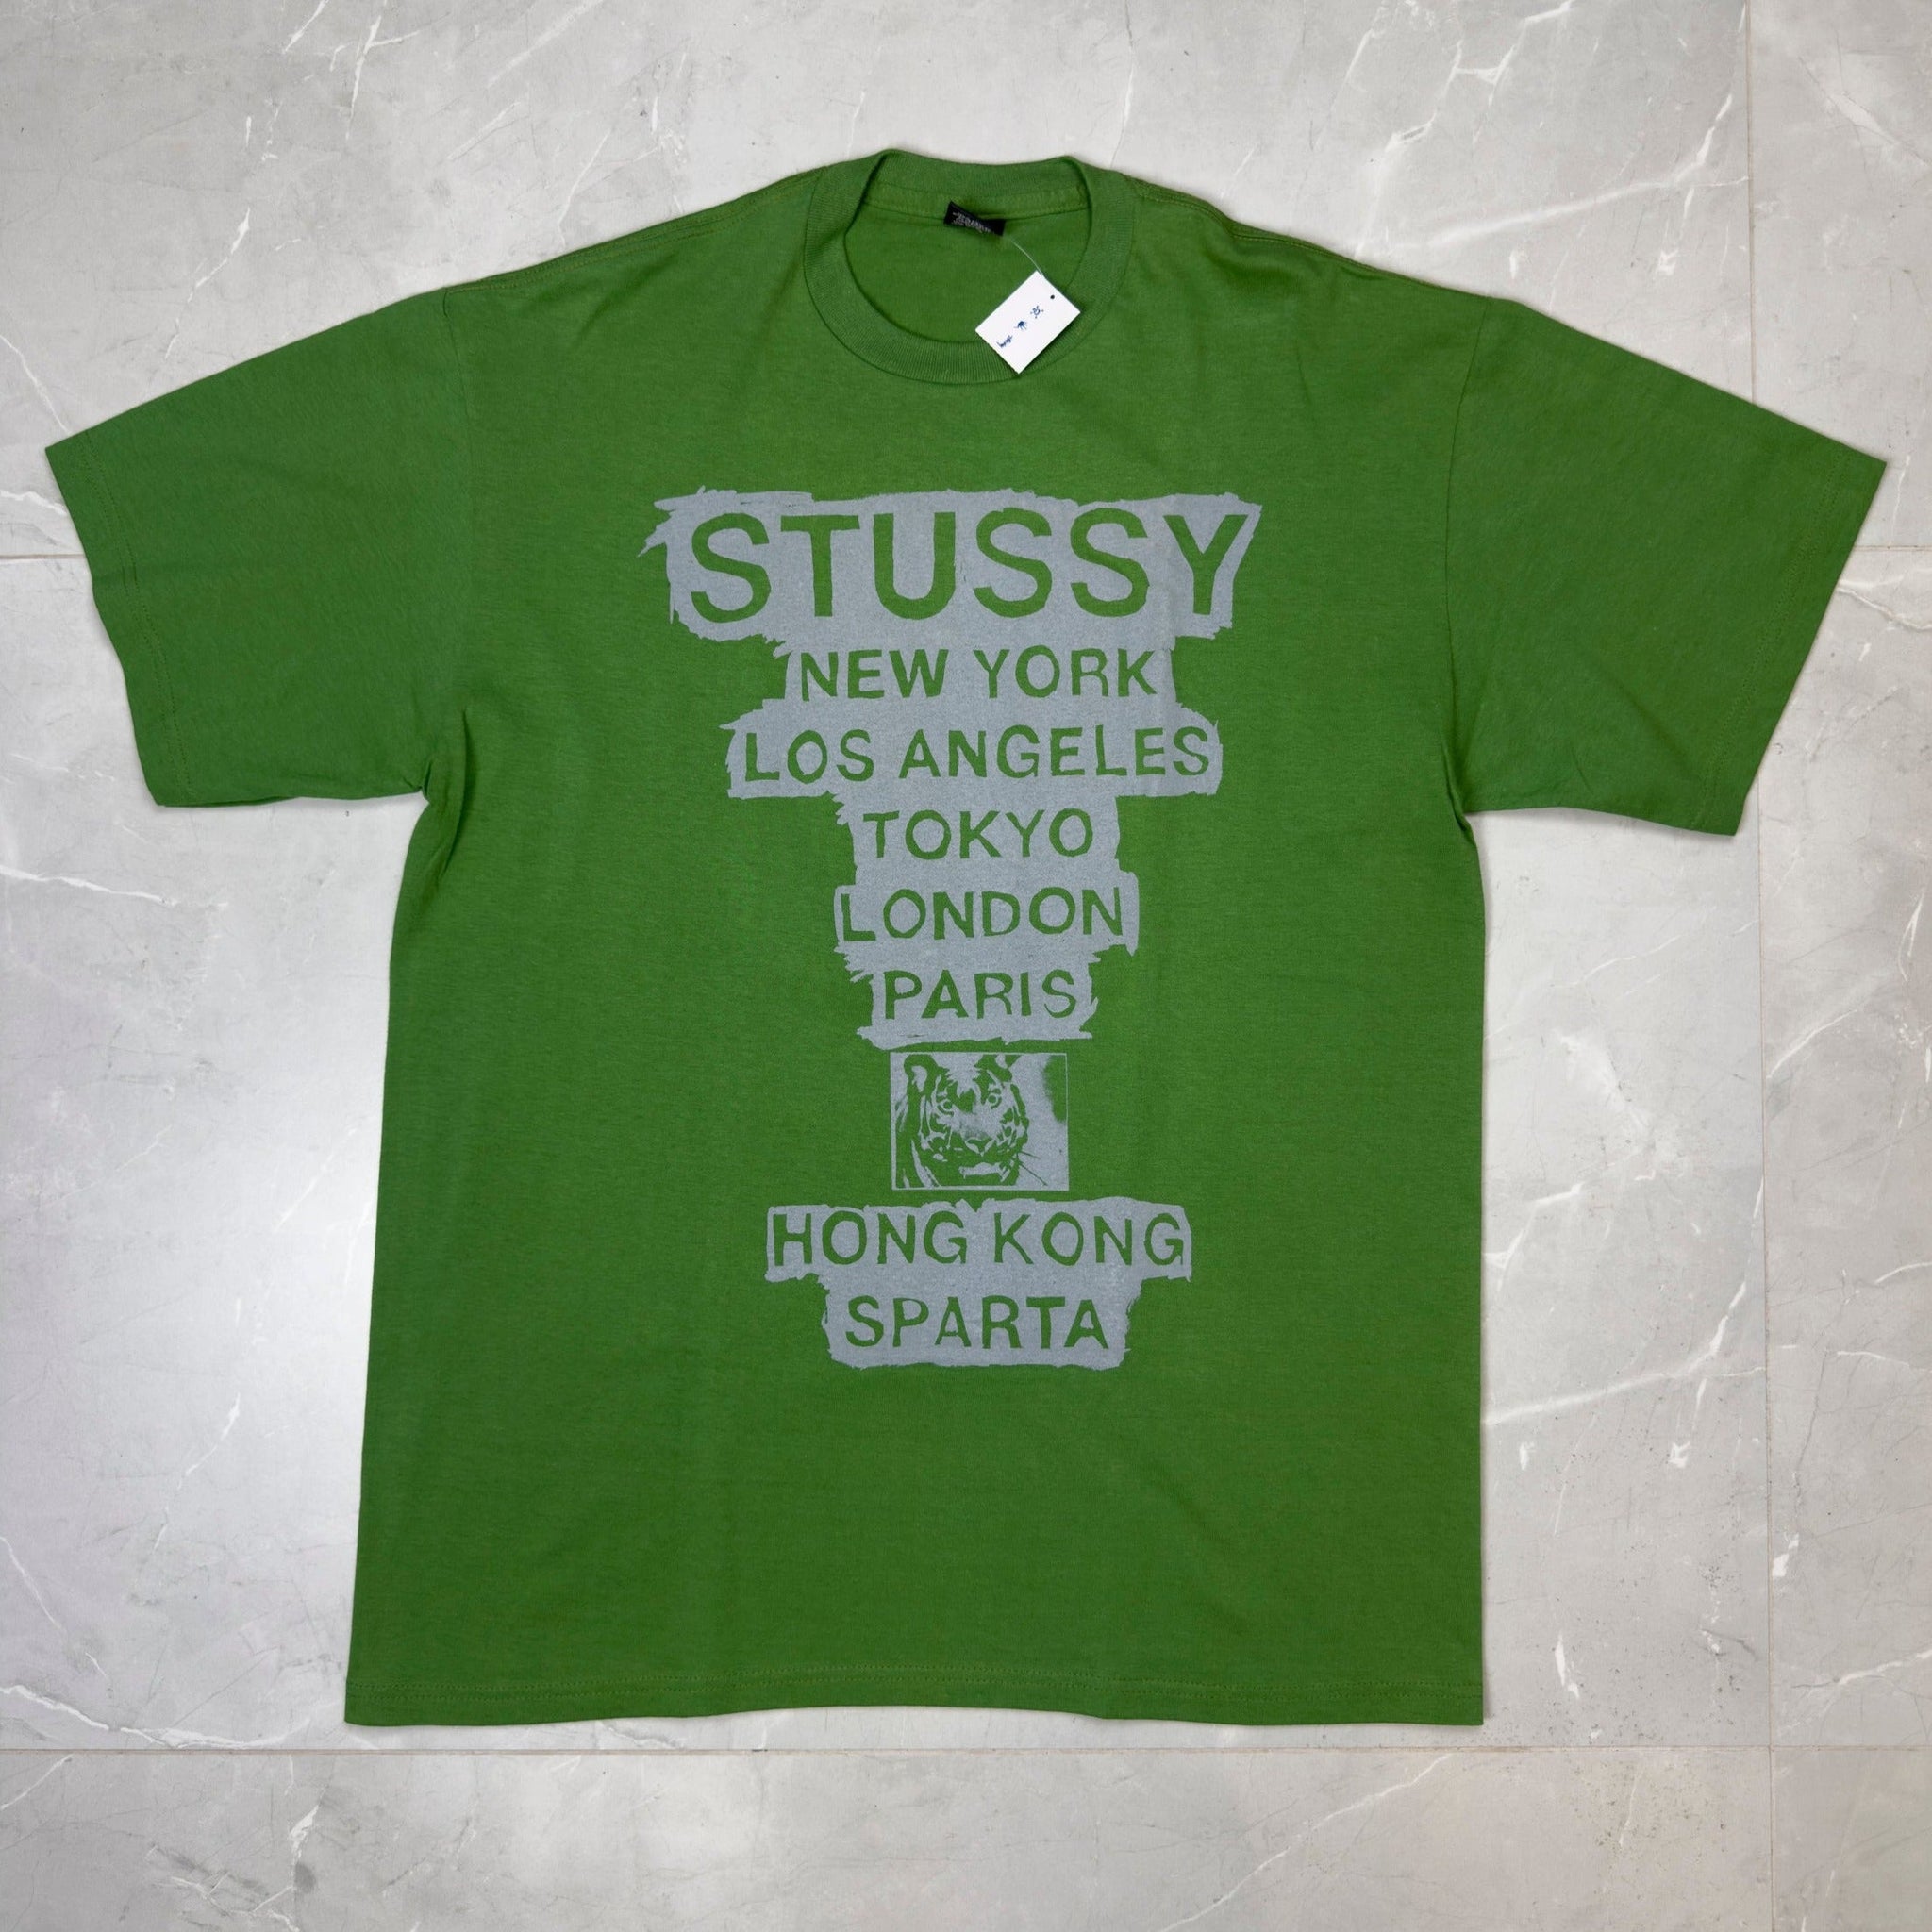 STUSSY
NEW YORK
LOS ANGELES
TOKYO
LONDON
PARIS
HONG KONG
SPARTA